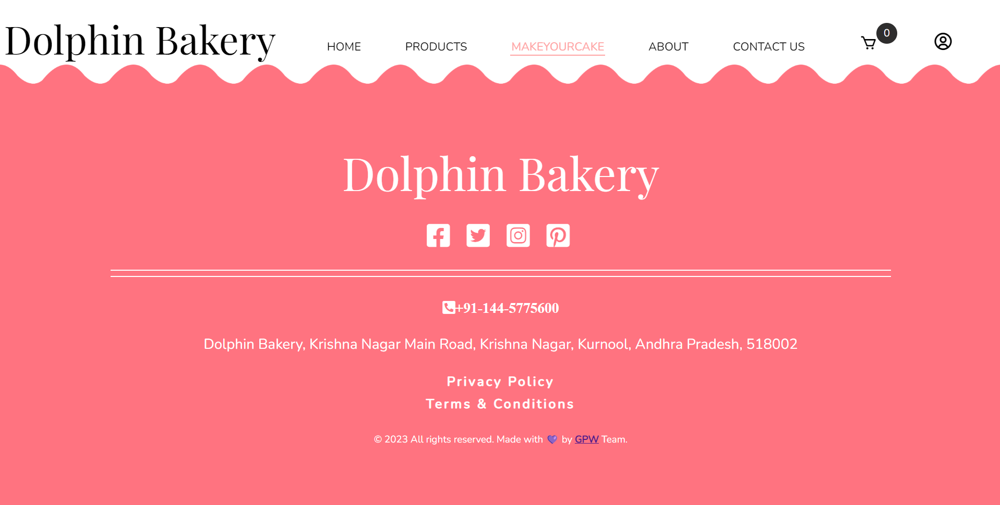 Dolphin Bakery
HOME PRODUCTS MAKEYOURCAKE ABOUT CONTACT US 0
Dolphin Bakery
+91-144-5775600
Dolphin Bakery, Krishna Nagar Main Road, Krishna Nagar, Kurnool, Andhra Pradesh, 518002
Privacy Policy
Terms & Conditions
© 2023 All rights reserved. Made with 💜 by GPW Team.